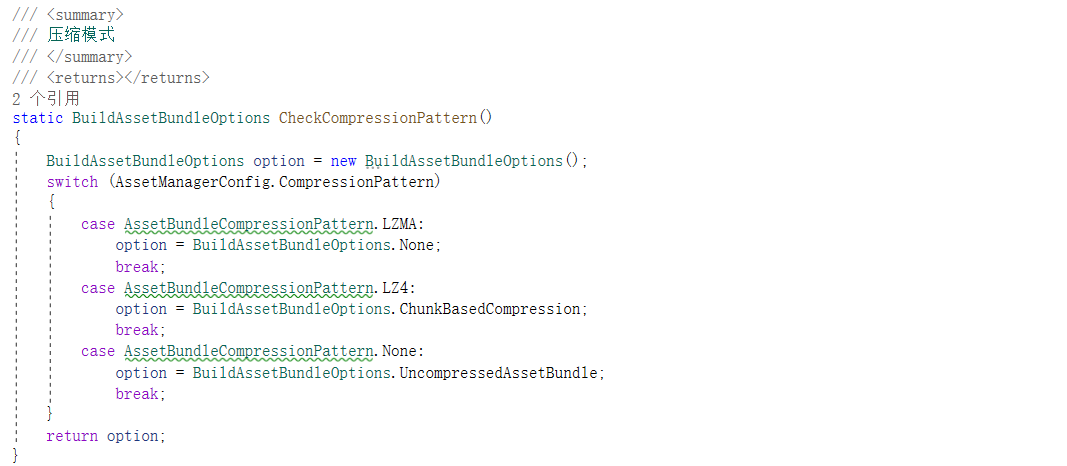 /// <summary>
/// 压缩模式
/// </summary>
/// <returns></returns>
2 个引用
static BuildAssetBundleOptions CheckCompressionPattern()
{
    BuildAssetBundleOptions option = new BuildAssetBundleOptions();
    switch (AssetManagerConfig.CompressionPattern)
    {
        case AssetBundleCompressionPattern.LZMA:
            option = BuildAssetBundleOptions.None;
            break;
        case AssetBundleCompressionPattern.LZ4:
            option = BuildAssetBundleOptions.ChunkBasedCompression;
            break;
        case AssetBundleCompressionPattern.None:
            option = BuildAssetBundleOptions.UncompressedAssetBundle;
            break;
    }
    return option;
}